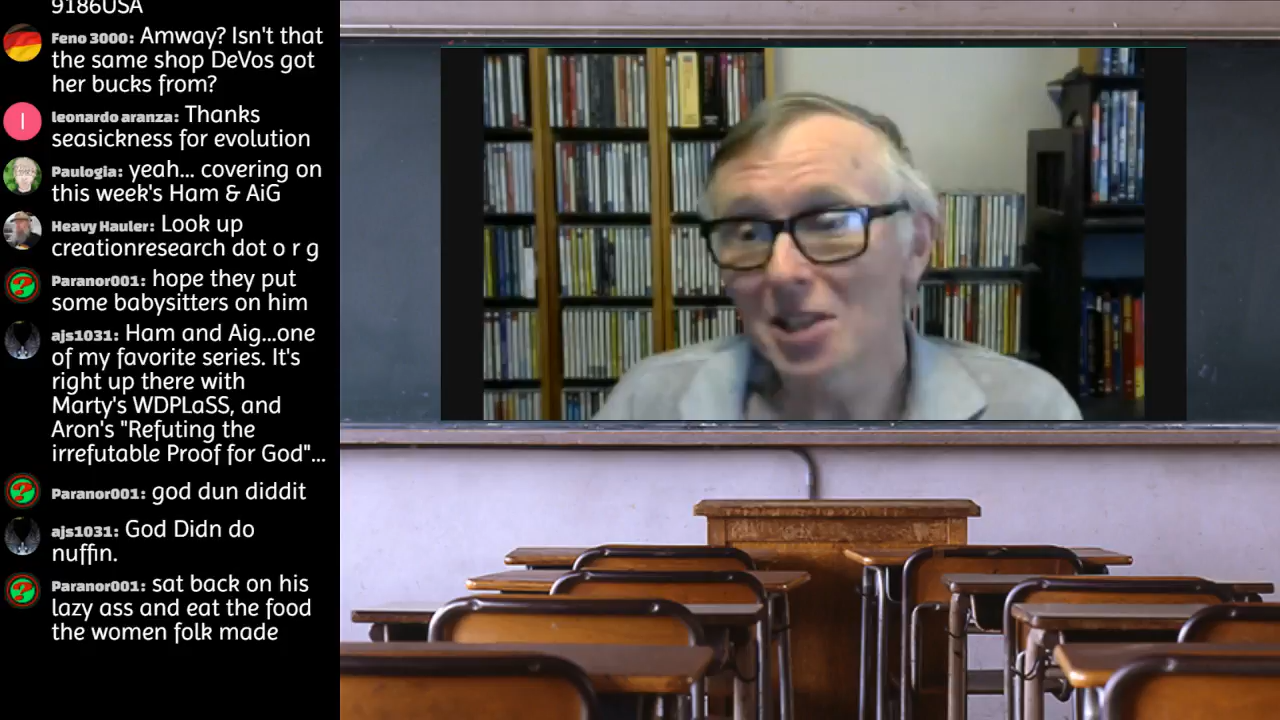 9186USA
Feno 3000: Amway? Isn't that
the same shop DeVos got
her bucks from?
leonardo aranza: Thanks
seasickness for evolution
Paulogia: yeah... covering on
this week's Ham & AiG
Heavy Hauler: Look up
creationresearch dot o r g
Paranor001: hope they put
some babysitters on him
ajs1031: Ham and Aig...one
of my favorite series. It's
right up there with
Marty's WDPLaSS, and
Aron's "Refuting the
irrefutable Proof for God"...
Paranor001: god dun diddit
ajs1031: God Didn do
nuffin.
Paranor001: sat back on his
lazy ass and eat the food
the women folk made